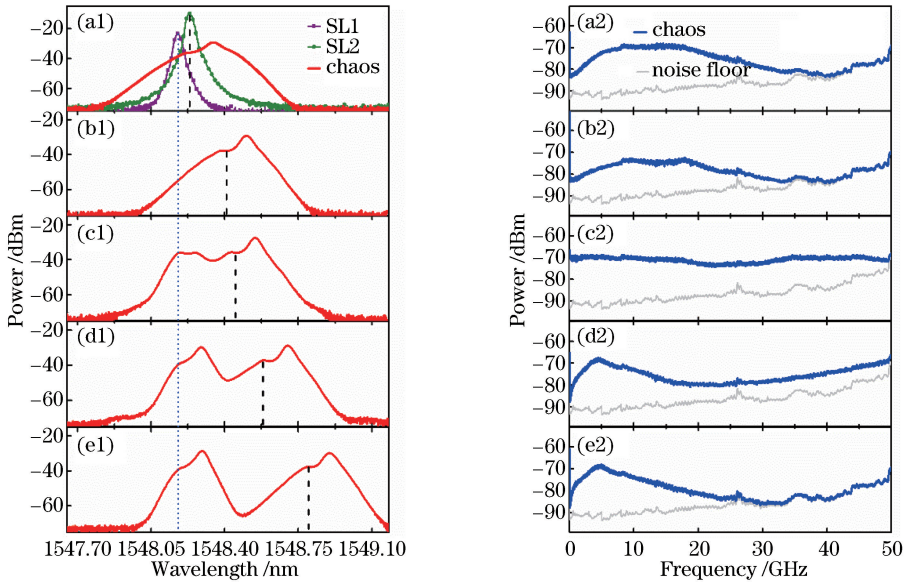 (a1)
SL1
SL2
chaos
−20
−40
−60
(b1)
−20
−40
−60
(c1)
−20
−40
−60
(d1)
−20
−40
−60
(e1)
−20
−40
−60
Power /dBm
1547.70 1548.05 1548.40 1548.75 1549.10
Wavelength /nm
(a2)
chaos
noise floor
−60
−70
−80
−90
(b2)
−60
−70
−80
−90
(c2)
−60
−70
−80
−90
(d2)
−60
−70
−80
−90
(e2)
−60
−70
−80
−90
Power /dBm
0 10 20 30 40 50
Frequency /GHz